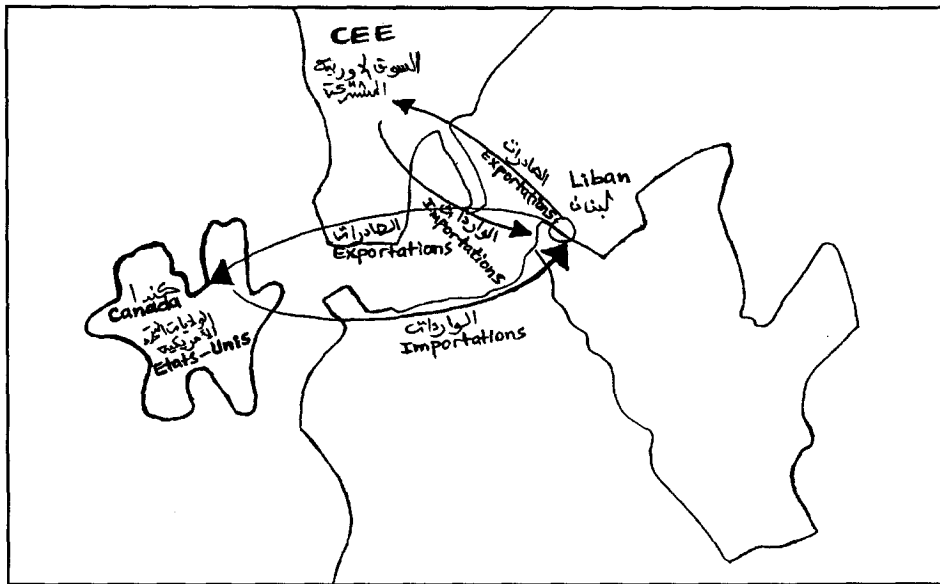 CEE
السوق الاوربية
المشتركة
الصادرات
Exportations
Liban
لبنان
الواردات
Importations
الصادرات
Exportations
كندا
Canada
الولايات المتحدة
الأمريكية
Etats-Unis
الواردات
Importations